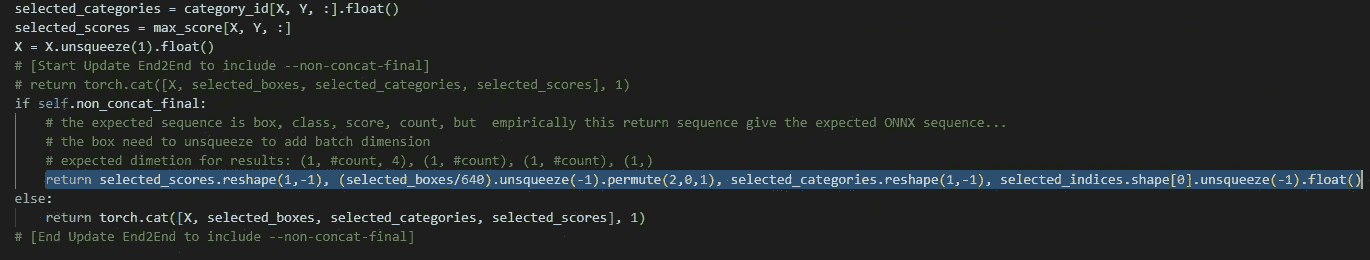 selected_categories = category_id[X, Y, :].float()
selected_scores = max_score[X, Y, :]
X = X.unsqueeze(1).float()
# [Start Update End2End to include --non-concat-final]
# return torch.cat([X, selected_boxes, selected_categories, selected_scores], 1)
if self.non_concat_final:
    # the expected sequence is box, class, score, count, but  empirically this return sequence give the expected ONNX sequence...
    # the box need to unsqueeze to add batch dimension
    # expected dimetion for results: (1, #count, 4), (1, #count), (1, #count), (1,)
    return selected_scores.reshape(1,-1), (selected_boxes/640).unsqueeze(-1).permute(2,0,1), selected_categories.reshape(1,-1), selected_indices.shape[0].unsqueeze(-1).float()
else:
    return torch.cat([X, selected_boxes, selected_categories, selected_scores], 1)
# [End Update End2End to include --non-concat-final]